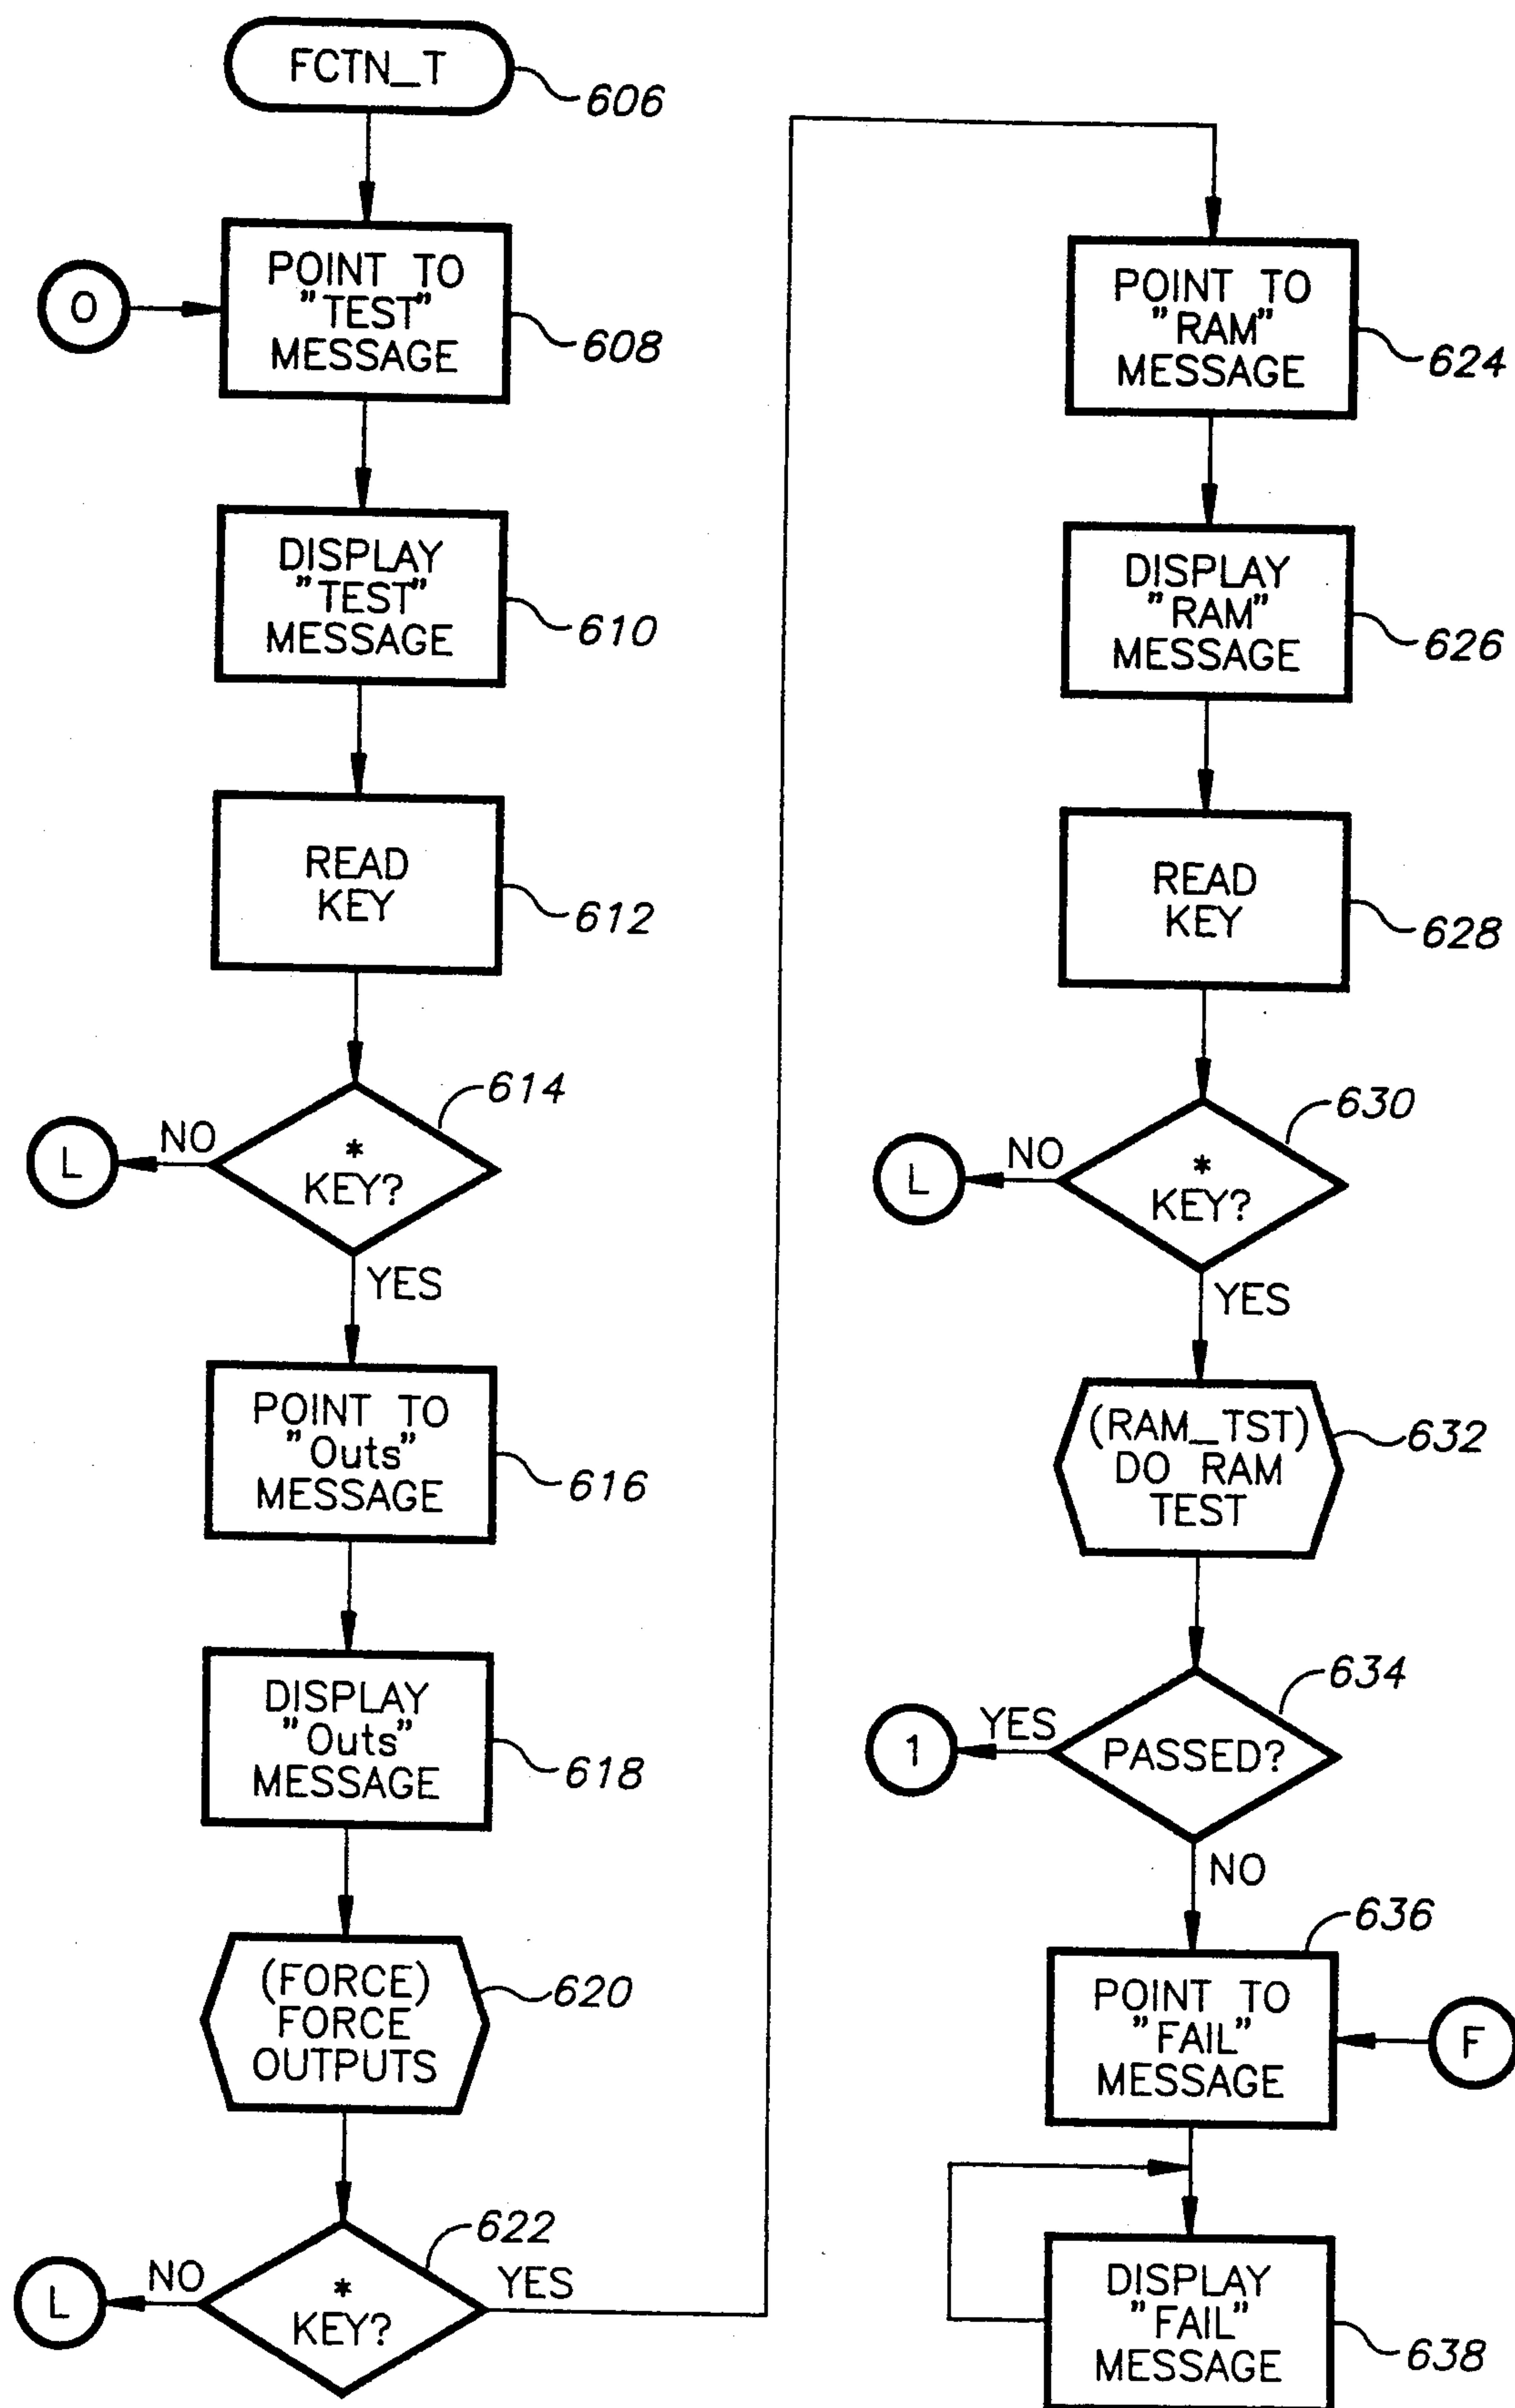 FCTN_T
606
O
POINT TO
"TEST"
MESSAGE
608
DISPLAY
"TEST"
MESSAGE
610
READ
KEY
612
614
L
NO
*
KEY?
YES
POINT TO
"Outs"
MESSAGE
616
DISPLAY
"Outs"
MESSAGE
618
(FORCE)
FORCE
OUTPUTS
620
622
L
NO
*
KEY?
YES
POINT TO
"RAM"
MESSAGE
624
DISPLAY
"RAM"
MESSAGE
626
READ
KEY
628
630
L
NO
*
KEY?
YES
(RAM_TST)
DO RAM
TEST
632
634
1
YES
PASSED?
NO
636
POINT TO
"FAIL"
MESSAGE
F
DISPLAY
"FAIL"
MESSAGE
638